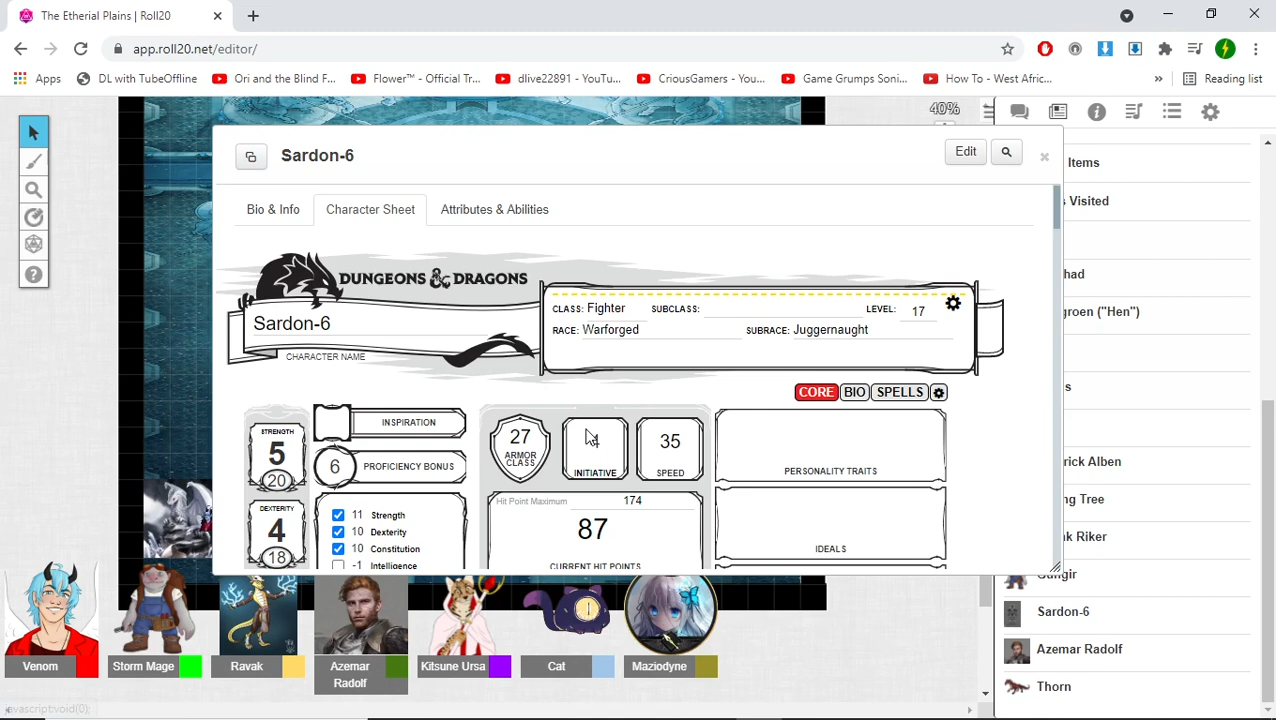 The Etherial Plains | Roll20
app.roll20.net/editor/
Apps
DL with TubeOffline
Ori and the Blind F...
Flower™ - Official Tr...
dlive22891 - YouTu...
CriousGamers - You...
Game Grumps Soni...
How To - West Afric...
»
Reading list
40%
Sardon-6
Edit
Items
Bio & Info
Character Sheet
Attributes & Abilities
s Visited
DUNGEONS & DRAGONS
had
CLASS: Fighter SUBCLASS: LEVEL: 17
groen ("Hen")
Sardon-6
RACE: Warforged SUBRACE: Juggernaught
CHARACTER NAME
CORE BIO SPELLS
s
STRENGTH
5
20
INSPIRATION
6 PROFICIENCY BONUS
27
ARMOR
CLASS
4
INITIATIVE
35
SPEED
PERSONALITY TRAITS
rick Alben
Hit Point Maximum 174
87
CURRENT HIT POINTS
ng Tree
DEXTERITY
4
18
11 Strength
10 Dexterity
10 Constitution
-1 Intelligence
IDEALS
nk Riker
Sungir
Sardon-6
Azemar Radolf
Thorn
Venom
Storm Mage
Ravak
Azemar
Radolf
Kitsune Ursa
Cat
Maziodyne
javascript:void(0);